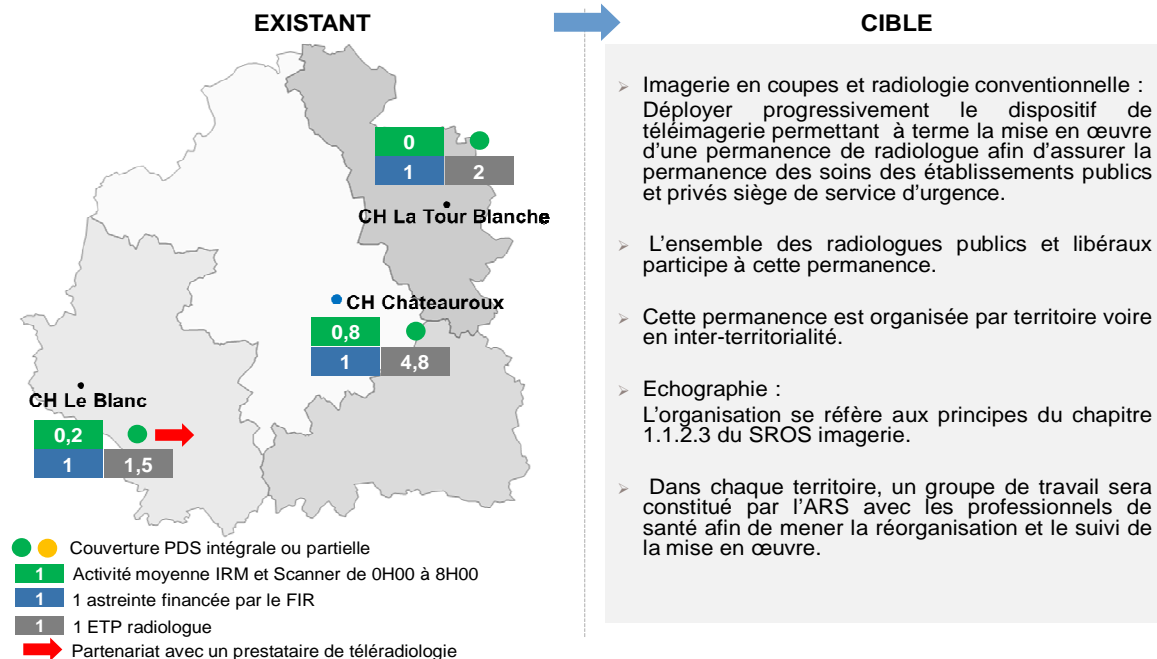 EXISTANT
0
1 2
CH La Tour Blanche
CH Châteauroux
0,8
1 4,8
CH Le Blanc
0,2
1 1,5
Couverture PDS intégrale ou partielle
1 Activité moyenne IRM et Scanner de 0H00 à 8H00
1 1 astreinte financée par le FIR
1 1 ETP radiologue
Partenariat avec un prestataire de téléradiologie
CIBLE
Imagerie en coupes et radiologie conventionnelle :
Déployer progressivement le dispositif de
téléimagerie permettant à terme la mise en œuvre
d'une permanence de radiologue afin d'assurer la
permanence des soins des établissements publics
et privés siège de service d'urgence.
L'ensemble des radiologues publics et libéraux
participe à cette permanence.
Cette permanence est organisée par territoire voire
en inter-territorialité.
Echographie :
L'organisation se réfère aux principes du chapitre
1.1.2.3 du SROS imagerie.
Dans chaque territoire, un groupe de travail sera
constitué par l'ARS avec les professionnels de
santé afin de mener la réorganisation et le suivi de
la mise en œuvre.